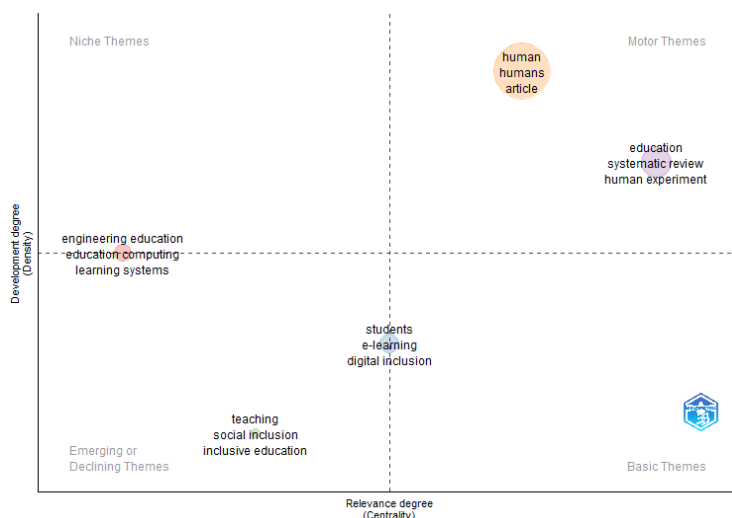 Niche Themes
Motor Themes
human
humans
article
education
systematic review
human experiment
engineering education
education computing
learning systems
students
e-learning
digital inclusion
teaching
social inclusion
inclusive education
Emerging or
Declining Themes
Basic Themes
Development degree
(Density)
Relevance degree
(Centrality)